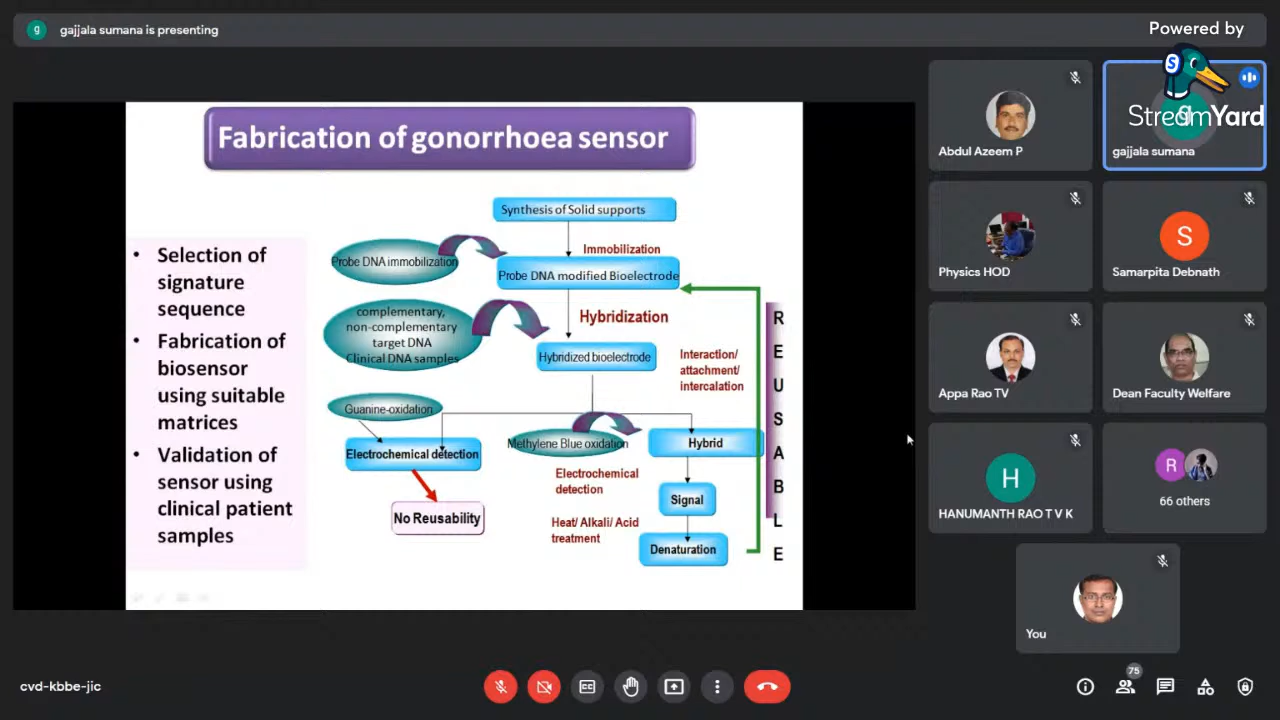 g gajjala sumana is presenting
Powered by
S
StreamYard
Fabrication of gonorrhoea sensor
• Selection of
signature
sequence
• Fabrication of
biosensor
using suitable
matrices
• Validation of
sensor using
clinical patient
samples
Synthesis of Solid supports
Immobilization
Probe DNA immobilization
Probe DNA modified Bioelectrode
complementary,
non-complementary
target DNA
Clinical DNA samples
Hybridization
Hybridized bioelectrode
Interaction/
attachment/
intercalation
Guanine-oxidation
Electrochemical detection
No Reusability
Methylene Blue oxidation
Hybrid
Electrochemical
detection
Signal
Heat/ Alkali/ Acid
treatment
Denaturation
R
E
U
S
A
B
L
E
Abdul Azeem P
g
gajjala sumana
Physics HOD
S
Samarpita Debnath
Appa Rao TV
Dean Faculty Welfare
H
HANUMANTH RAO T V K
R
66 others
You
cvd-kbbe-jic
CC
75